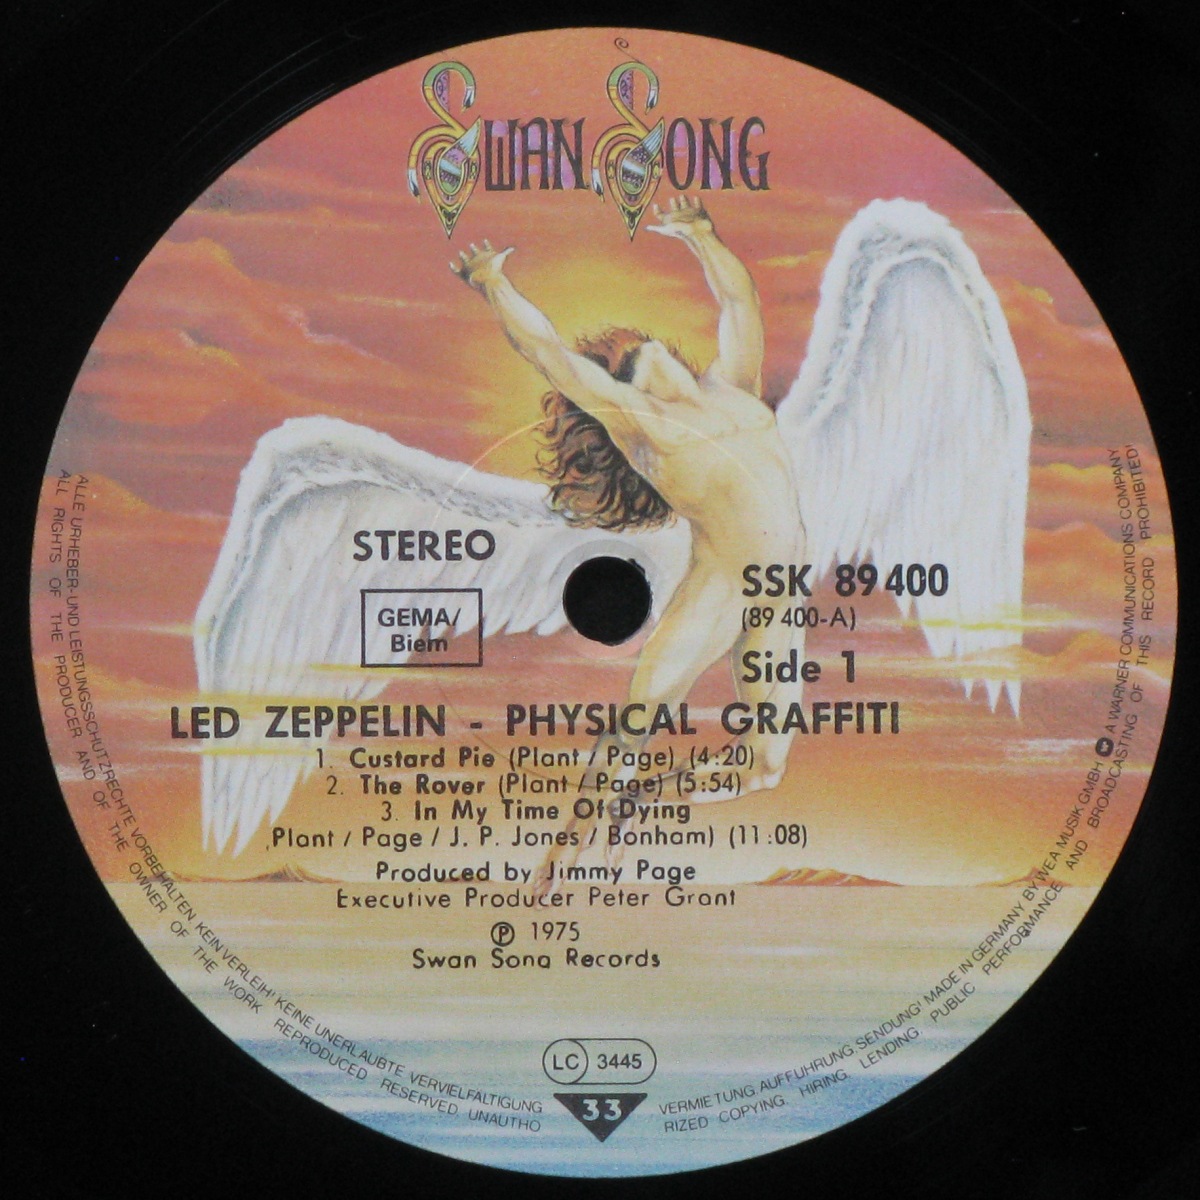 SWAN SONG
STEREO
GEMA/
Biem
SSK 89 400
(89 400-A)
Side 1
LED ZEPPELIN - PHYSICAL GRAFFITI
1. Custard Pie (Plant / Page) (4:20)
2. The Rover (Plant / Page) (5:54)
3. In My Time Of Dying
Plant / Page / J. P. Jones / Bonham) (11:08)
Produced by Jimmy Page
Executive Producer Peter Grant
Ⓟ 1975
Swan Song Records
LC 3445
33
ALLE URHEBER-UND LEISTUNGSSCHUTZRECHTE VORBEHALTEN. KEIN VERLEIH! KEINE UNERLAUBTE VERVIELFALTIGUNG VERMIETUNG. AUFFUHRUNG. SENDUNG! MADE IN GERMANY BY WEA MUSIK GMBH A WARNER COMMUNICATIONS COMPANY
ALL RIGHTS OF THE PRODUCER AND OF THE OWNER OF THE WORK REPRODUCED RESERVED UNAUTHORIZED COPYING. HIRING. LENDING. PUBLIC PERFORMANCE AND BROADCASTING OF THIS RECORD PROHIBITED!